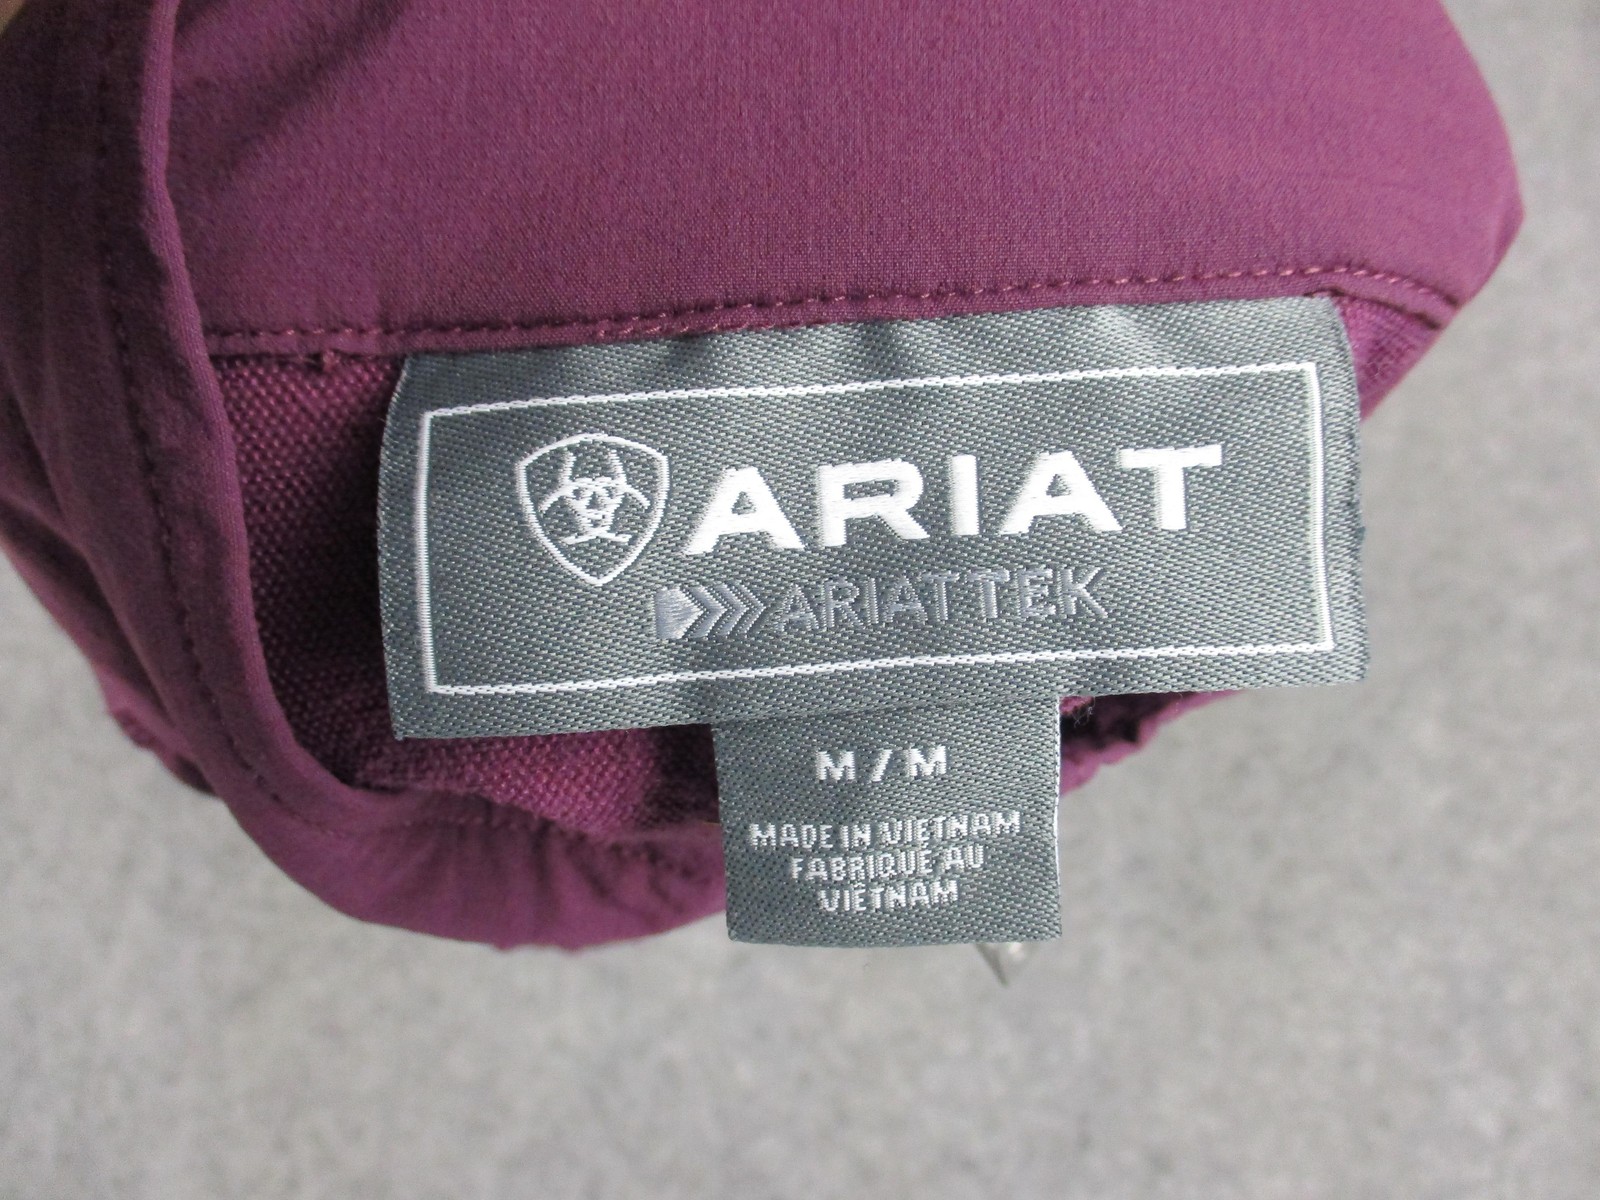 ARIAT
ARIATTEK
M / M
MADE IN VIETNAM
FABRIQUE AU
VIETNAM